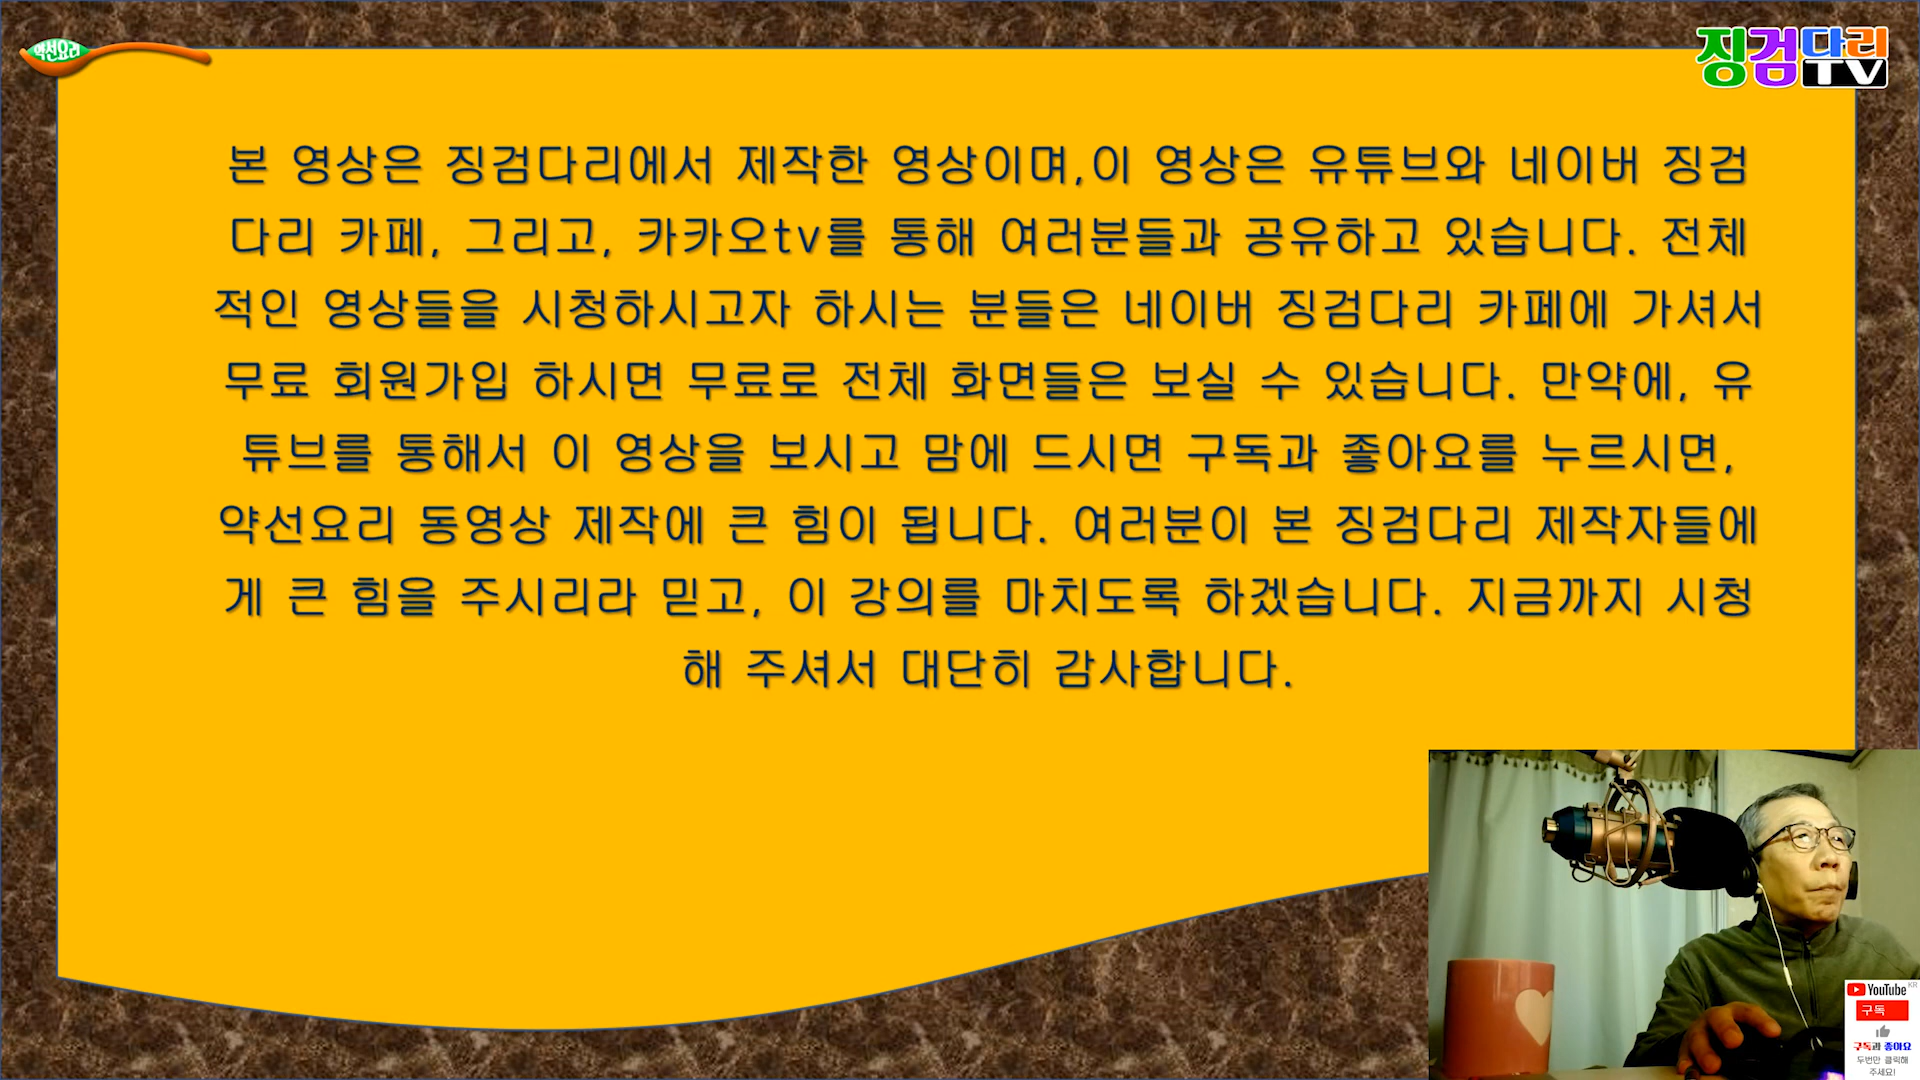 약선요리
징검다리
TV
본 영상은 징검다리에서 제작한 영상이며,이 영상은 유튜브와 네이버 징검
다리 카페, 그리고, 카카오tv를 통해 여러분들과 공유하고 있습니다. 전체
적인 영상들을 시청하시고자 하시는 분들은 네이버 징검다리 카페에 가셔서
무료 회원가입 하시면 무료로 전체 화면들은 보실 수 있습니다. 만약에, 유
튜브를 통해서 이 영상을 보시고 맘에 드시면 구독과 좋아요를 누르시면,
약선요리 동영상 제작에 큰 힘이 됩니다. 여러분이 본 징검다리 제작자들에
게 큰 힘을 주시리라 믿고, 이 강의를 마치도록 하겠습니다. 지금까지 시청
해 주셔서 대단히 감사합니다.
YouTube KR
구독
구독과 좋아요
두번만 클릭해
주세요!